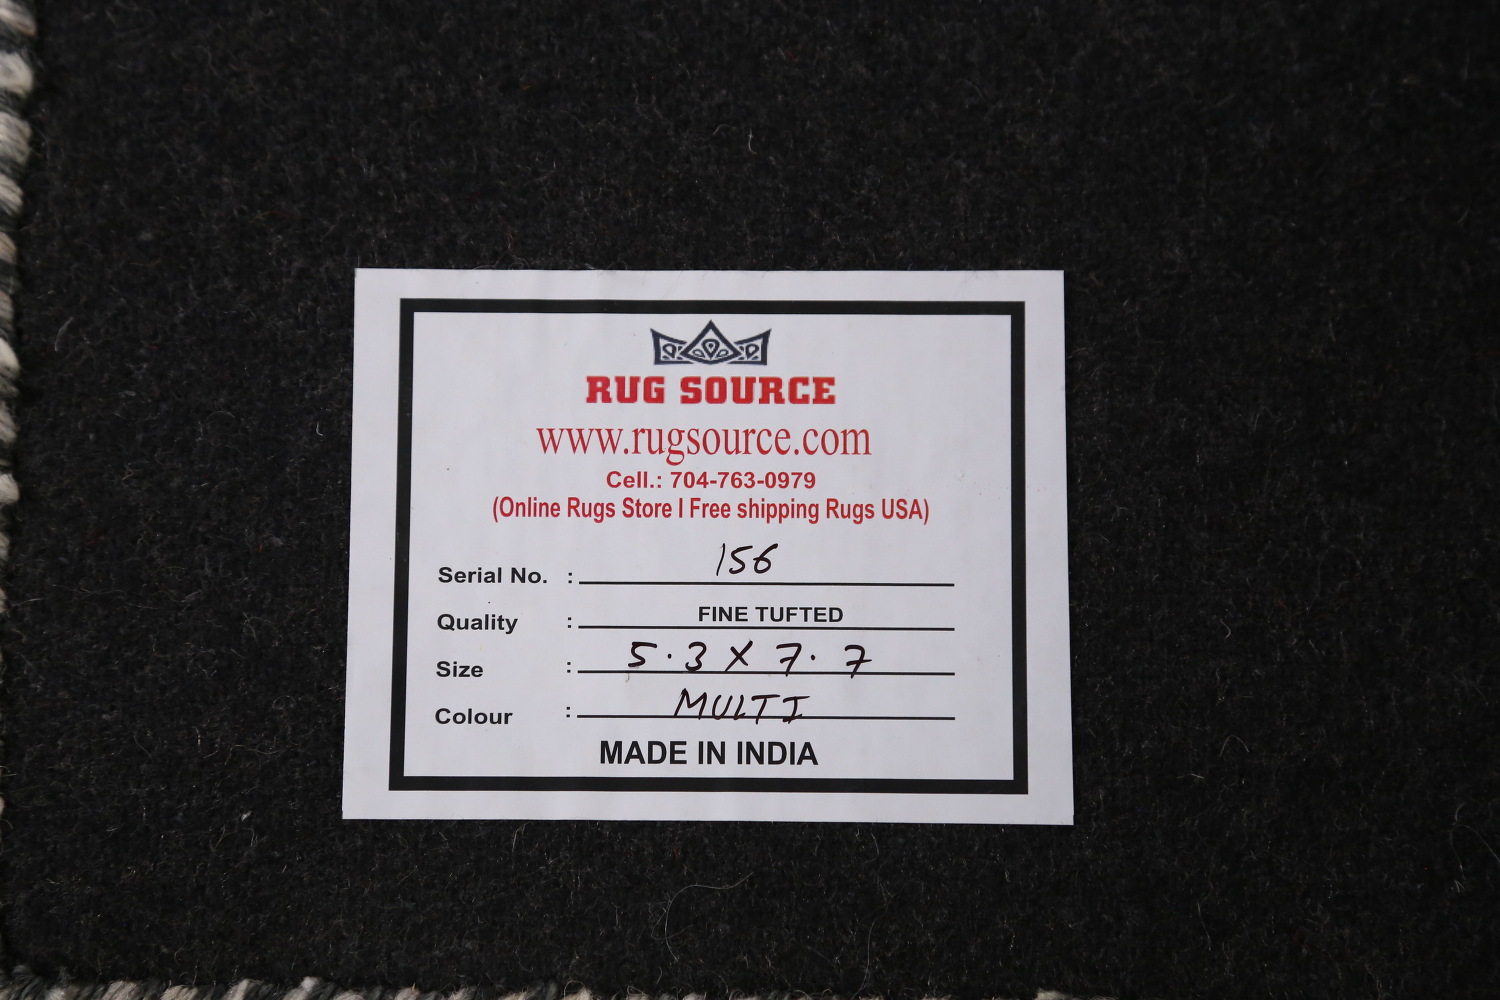 RUG SOURCE
www.rugsource.com
Cell.: 704-763-0979
(Online Rugs Store I Free shipping Rugs USA)
Serial No. : 156
Quality : FINE TUFTED
Size : 5.3 X 7.7
Colour : MULTI
MADE IN INDIA